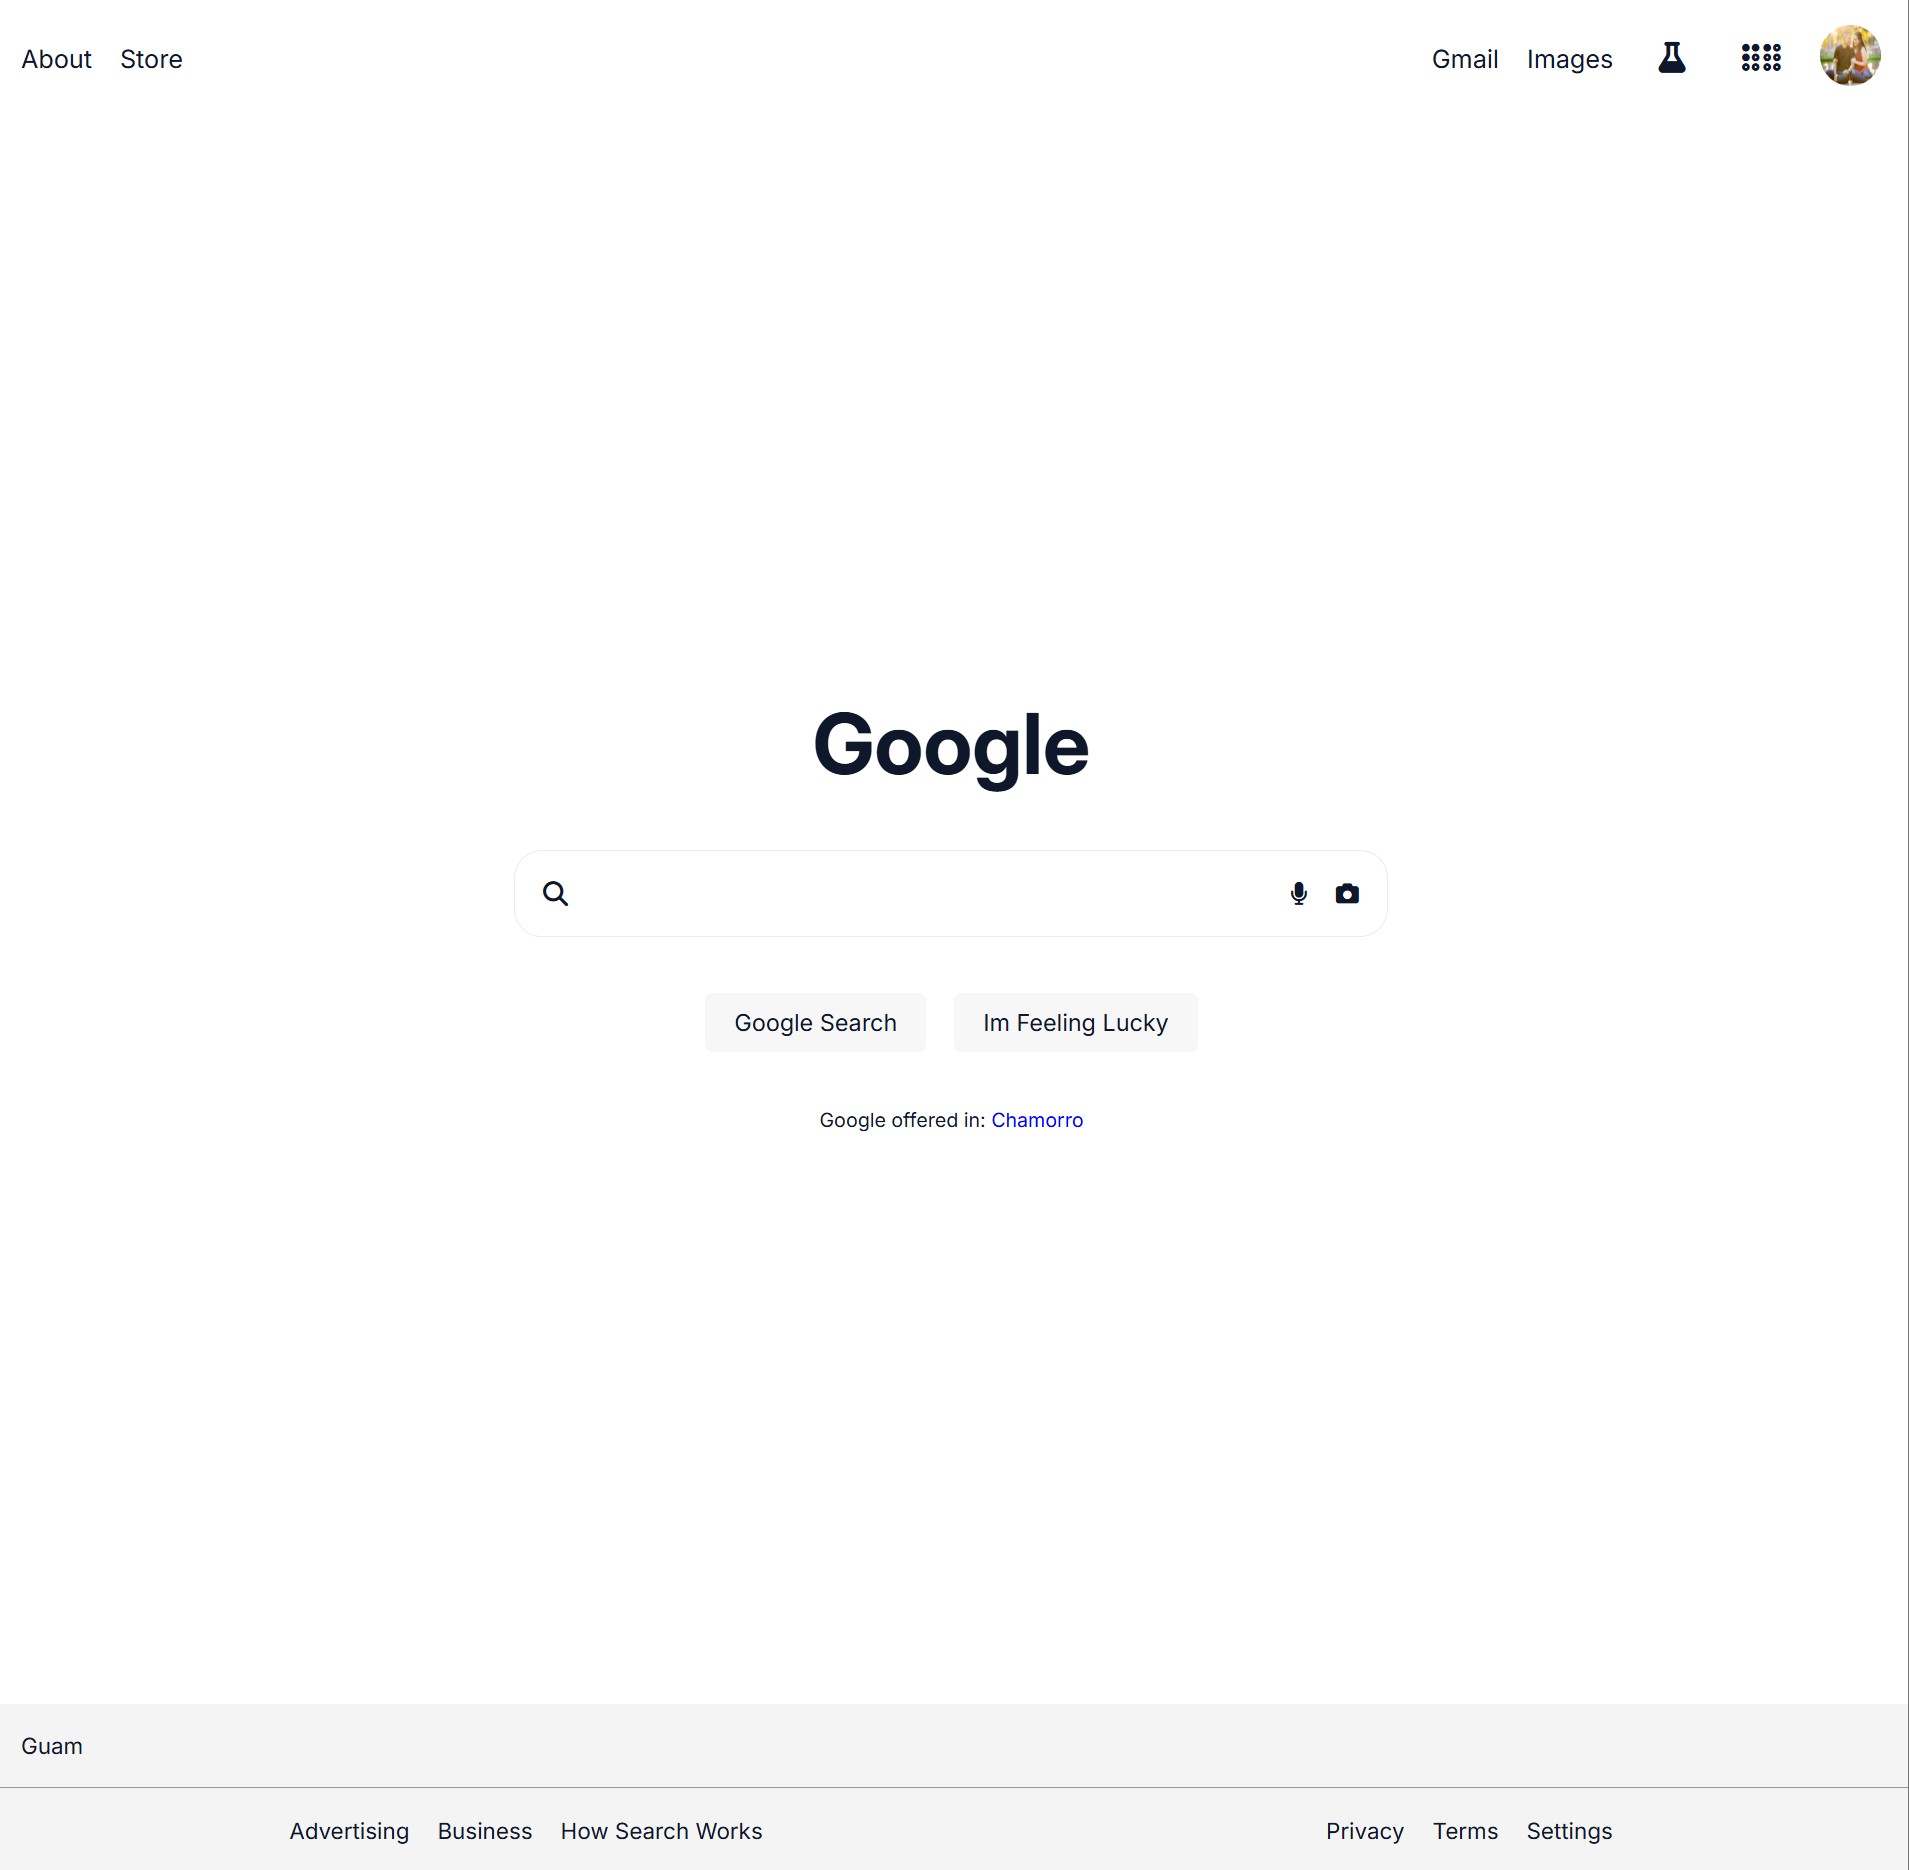 About Store Gmail Images
Google
Google Search Im Feeling Lucky
Google offered in: Chamorro
Guam
Advertising Business How Search Works Privacy Terms Settings